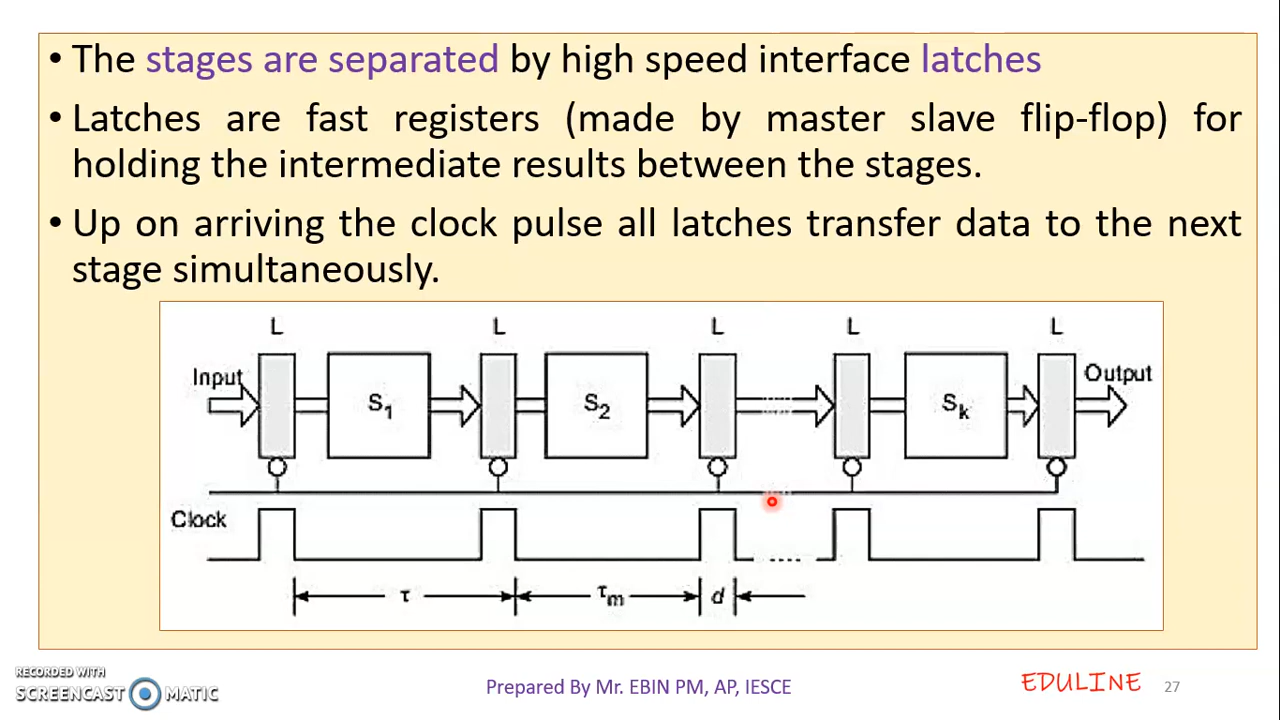 • The stages are separated by high speed interface latches
• Latches are fast registers (made by master slave flip-flop) for
holding the intermediate results between the stages.
• Up on arriving the clock pulse all latches transfer data to the next
stage simultaneously.
L L L L L
Input S1 S2 Sk Output
Clock
....
τ τm d
RECORDED WITH
SCREENCAST MATIC
Prepared By Mr. EBIN PM, AP, IESCE
EDULINE 27